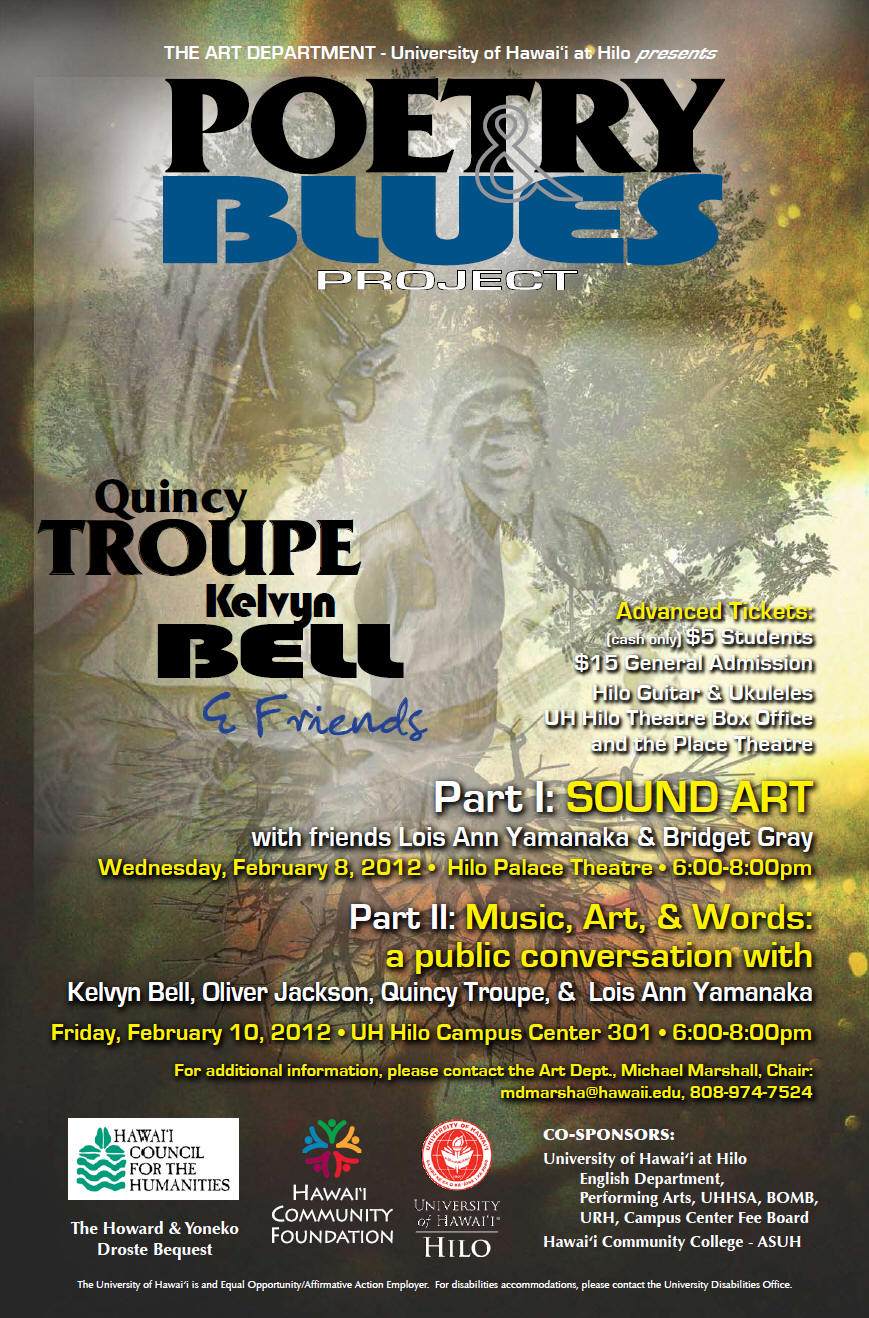 THE ART DEPARTMENT - University of Hawai‘i at Hilo presents
POETRY
&
BLUES
PROJECT
Quincy
TROUPE
Kelvyn
BELL
& Friends
Advanced Tickets:
(cash only) $5 Students
$15 General Admission
Hilo Guitar & Ukuleles
UH Hilo Theatre Box Office
and the Place Theatre
Part I: SOUND ART
with friends Lois Ann Yamanaka & Bridget Gray
Wednesday, February 8, 2012 • Hilo Palace Theatre • 6:00-8:00pm
Part II: Music, Art, & Words:
a public conversation with
Kelvyn Bell, Oliver Jackson, Quincy Troupe, & Lois Ann Yamanaka
Friday, February 10, 2012 • UH Hilo Campus Center 301 • 6:00-8:00pm
For additional information, please contact the Art Dept., Michael Marshall, Chair:
mdmarsha@hawaii.edu, 808-974-7524
HAWAI‘I
COUNCIL
FOR THE
HUMANITIES
The Howard & Yoneko
Droste Bequest
HAWAI‘I
COMMUNITY
FOUNDATION
UNIVERSITY OF HAWAI‘I
UNIVERSITY
of HAWAI‘I®
HILO
CO-SPONSORS:
University of Hawai‘i at Hilo
English Department,
Performing Arts, UHHSA, BOMB,
URH, Campus Center Fee Board
Hawai‘i Community College - ASUH
The University of Hawai‘i is and Equal Opportunity/Affirmative Action Employer. For disabilities accommodations, please contact the University Disabilities Office.